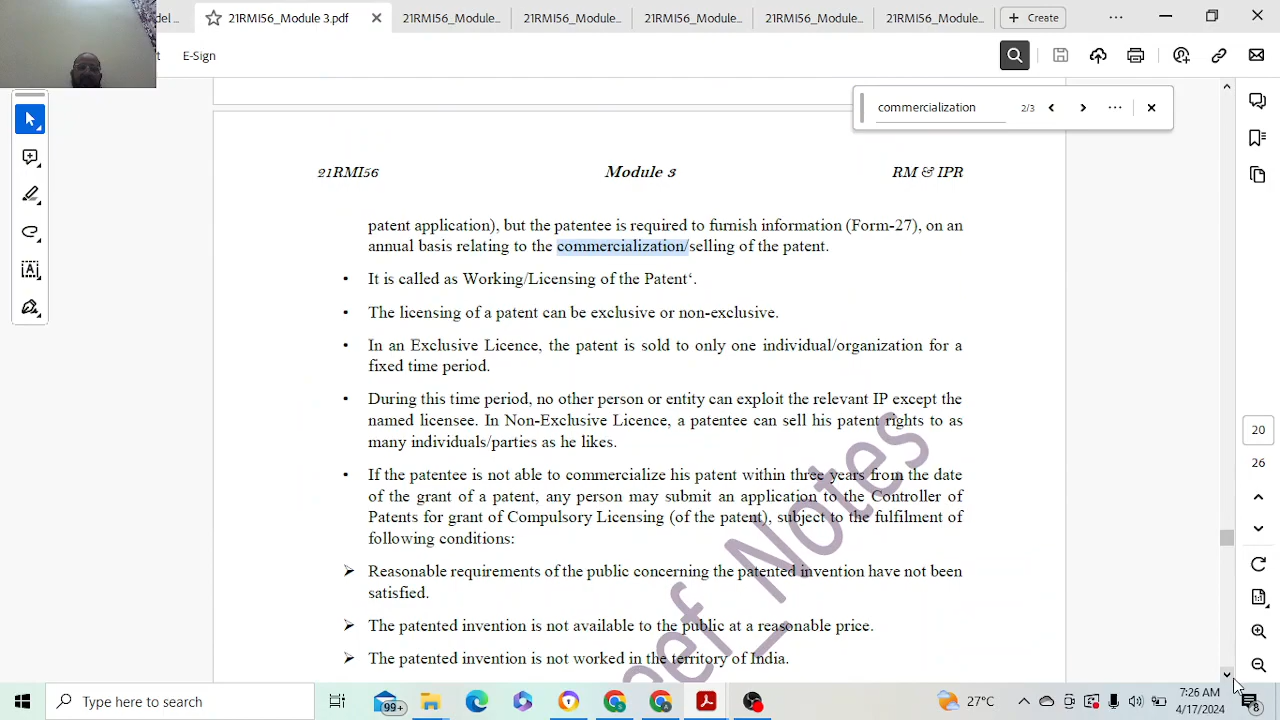 del ...
21RMI56_Module 3.pdf
21RMI56_Module...
21RMI56_Module...
21RMI56_Module...
21RMI56_Module...
21RMI56_Module...
Create
t
E-Sign
commercialization
2/3
21RMI56
Module 3
RM & IPR
patent application), but the patentee is required to furnish information (Form-27), on an
annual basis relating to the commercialization/selling of the patent.
• It is called as Working/Licensing of the Patent‘.
• The licensing of a patent can be exclusive or non-exclusive.
• In an Exclusive Licence, the patent is sold to only one individual/organization for a
fixed time period.
• During this time period, no other person or entity can exploit the relevant IP except the
named licensee. In Non-Exclusive Licence, a patentee can sell his patent rights to as
many individuals/parties as he likes.
• If the patentee is not able to commercialize his patent within three years from the date
of the grant of a patent, any person may submit an application to the Controller of
Patents for grant of Compulsory Licensing (of the patent), subject to the fulfilment of
following conditions:
➢ Reasonable requirements of the public concerning the patented invention have not been
satisfied.
➢ The patented invention is not available to the public at a reasonable price.
➢ The patented invention is not worked in the territory of India.
eef_Notes
20
26
Type here to search
99+
27°C
7:26 AM
4/17/2024
8